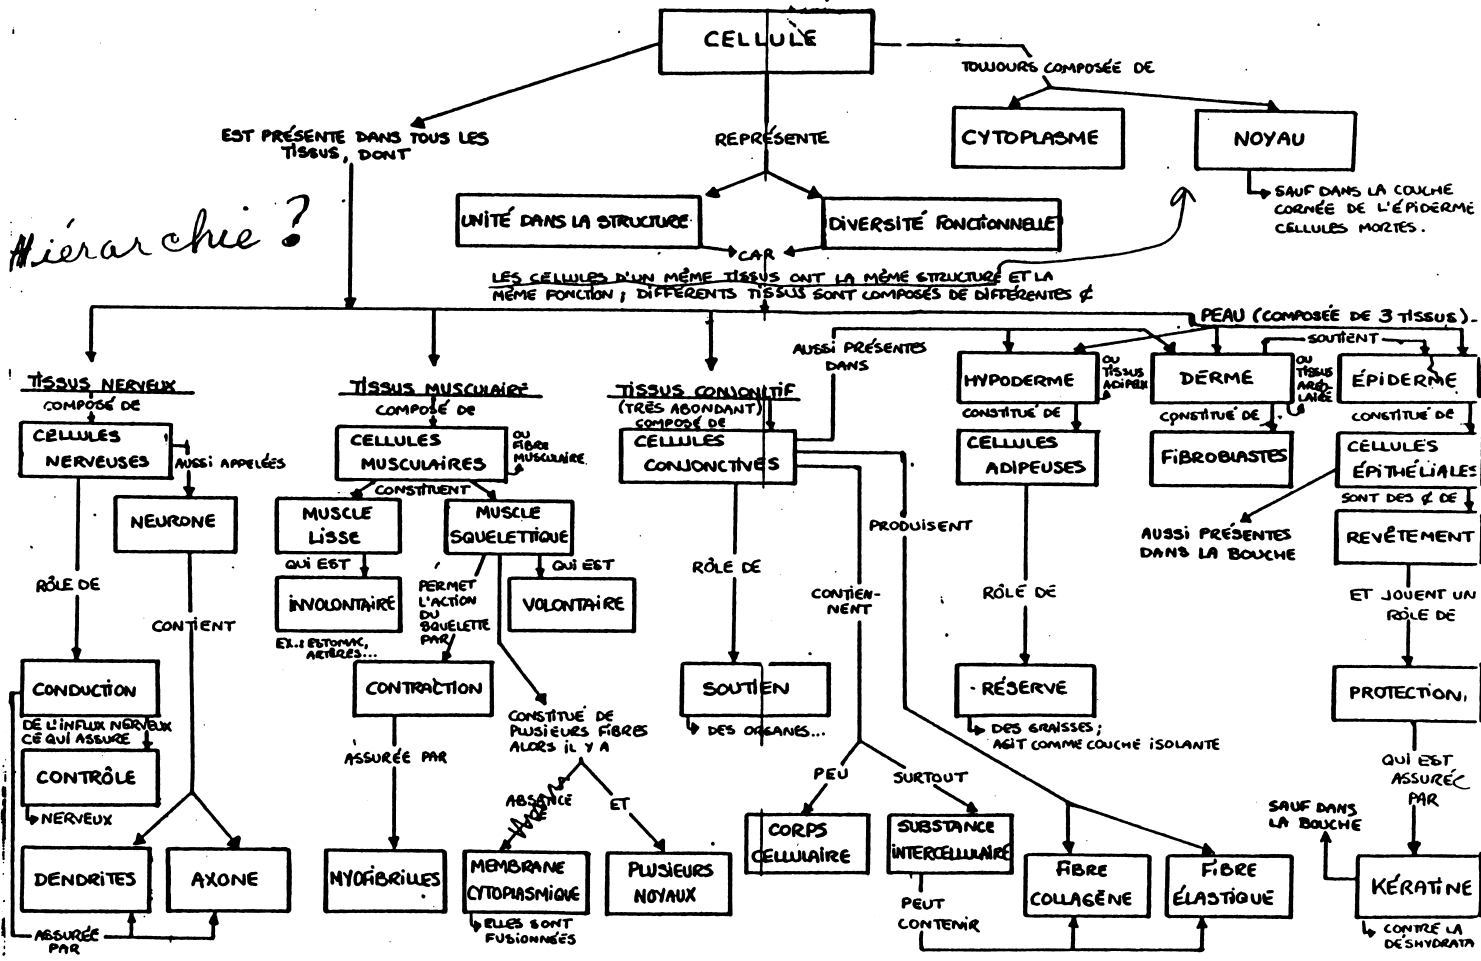 CELLULE
TOUJOURS COMPOSÉE DE
EST PRÉSENTE DANS TOUS LES
TISSUS, DONT
REPRÉSENTE
CYTOPLASME
NOYAU
SAUF DANS LA COUCHE
CORNÉE DE L'ÉPIDERME
CELLULES MORTES.
Hiérarchie ?
UNITÉ DANS LA STRUCTURE
DIVERSITÉ FONCTIONNELLE
CAR
LES CELLULES D'UN MÊME TISSUS ONT LA MÊME STRUCTURE ET LA
MÊME FONCTION ; DIFFÉRENTS TISSUS SONT COMPOSÉS DE DIFFÉRENTES ¢
PEAU (COMPOSÉE DE 3 TISSUS)
TISSUS NERVEUX
COMPOSÉ DE
CELLULES
NERVEUSES
AUSSI APPELÉES
NEURONE
RÔLE DE
CONTIENT
CONDUCTION
DE L'INFLUX NERVEUX
CE QUI ASSURE
CONTRÔLE
NERVEUX
DENDRITES
AXONE
ASSURÉE
PAR
TISSUS MUSCULAIRE
COMPOSÉ DE
CELLULES
MUSCULAIRES
OU
FIBRE
MUSCULAIRE
CONSTITUENT
MUSCLE
LISSE
MUSCLE
SQUELETTIQUE
QUI EST
INVOLONTAIRE
EX.: ESTOMAC,
ARTÈRES...
PERMET
L'ACTION
DU
SQUELETTE
PAR
QUI EST
VOLONTAIRE
CONTRACTION
ASSURÉE PAR
MYOFIBRILLES
CONSTITUÉ DE
PLUSIEURS FIBRES
ALORS IL Y A
ABSENCE
ET
MEMBRANE
CYTOPLASMIQUE
ELLES SONT
FUSIONNÉES
PLUSIEURS
NOYAUX
TISSUS CONJONCTIF
(TRÈS ABONDANT)
COMPOSÉ DE
CELLULES
CONJONCTIVES
AUSSI PRÉSENTES
DANS
RÔLE DE
SOUTIEN
DES ORGANES...
CONTIEN-
NENT
PRODUISENT
PEU
SURTOUT
CORPS
CELLULAIRE
SUBSTANCE
INTERCELLULAIRE
PEUT
CONTENIR
FIBRE
COLLAGÈNE
FIBRE
ÉLASTIQUE
HYPODERME
OU
TISSUS
ADIPEUX
CONSTITUÉ DE
CELLULES
ADIPEUSES
RÔLE DE
RÉSERVE
DES GRAISSES ;
AGIT COMME COUCHE ISOLANTE
DERME
OU
TISSUS
ARÉO-
LAIRE
CONSTITUÉ DE
FIBROBLASTES
SOUTIENT
ÉPIDERME
CONSTITUÉ DE
CELLULES
ÉPITHÉLIALES
SONT DES ¢ DE
AUSSI PRÉSENTES
DANS LA BOUCHE
REVÊTEMENT
ET JOUENT UN
RÔLE DE
PROTECTION,
QUI EST
ASSURÉE
PAR
SAUF DANS
LA BOUCHE
KÉRATINE
CONTRE LA
DÉSHYDRATA